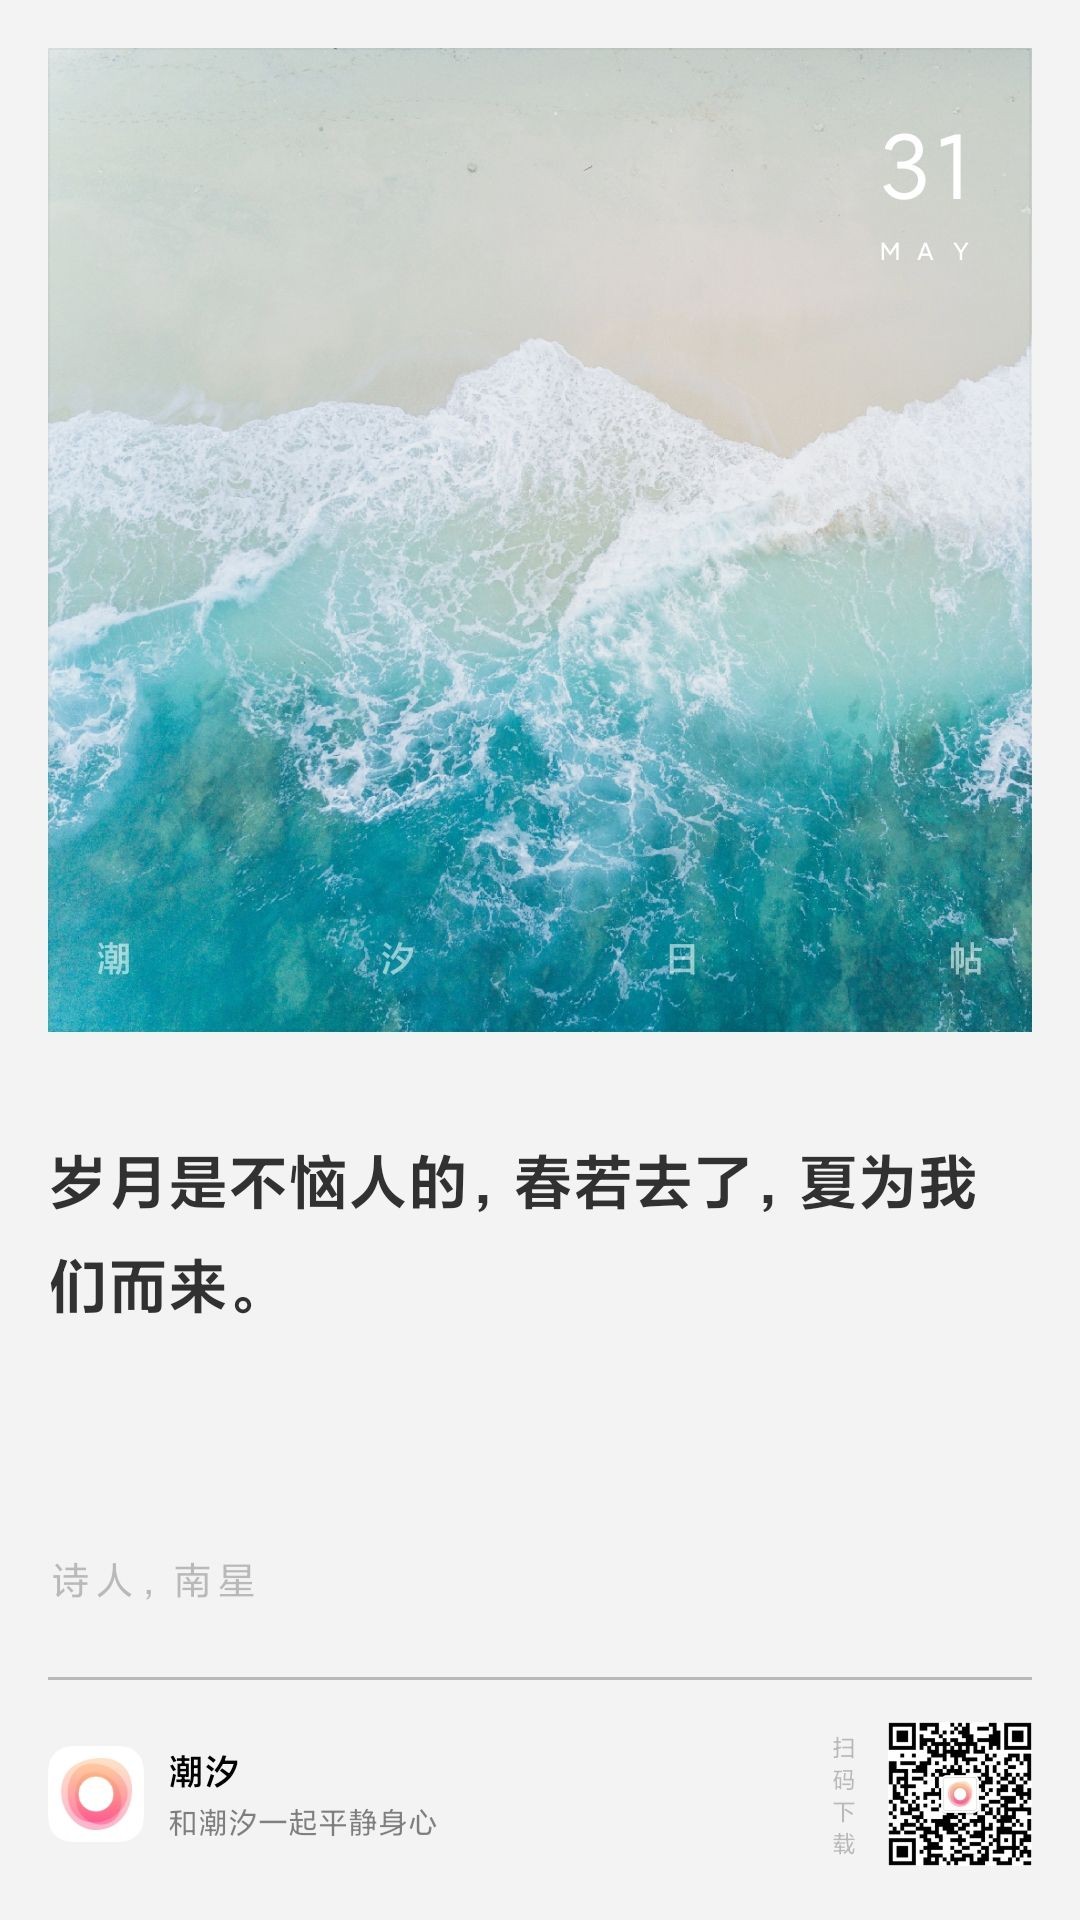 31
MAY
潮汐日帖
岁月是不恼人的，春若去了，夏为我
们而来。
诗人，南星
潮汐
和潮汐一起平静身心
扫码下载